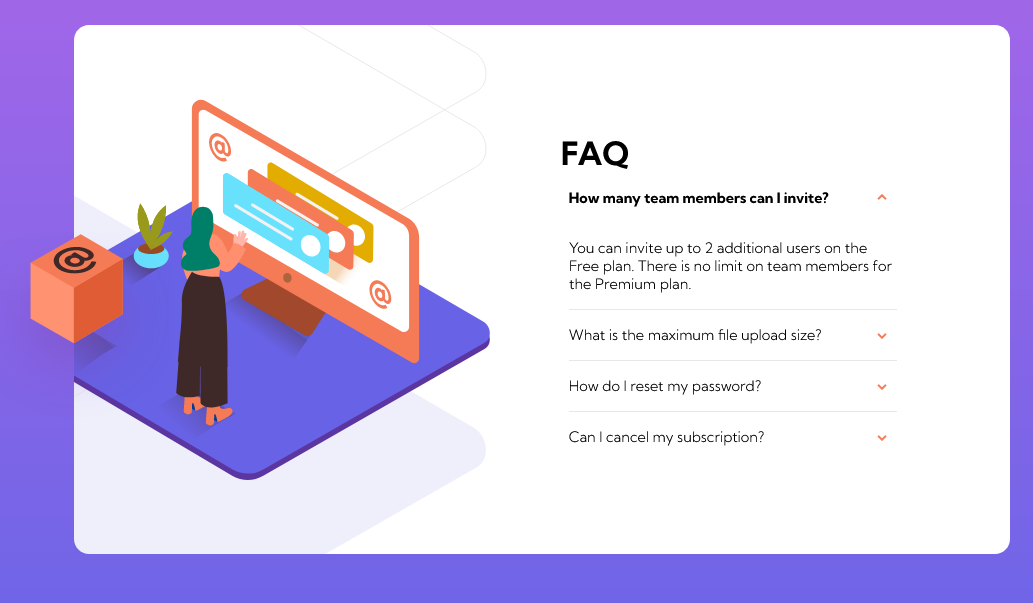 FAQ
How many team members can I invite?
You can invite up to 2 additional users on the
Free plan. There is no limit on team members for
the Premium plan.
What is the maximum file upload size?
How do I reset my password?
Can I cancel my subscription?
@
@
@